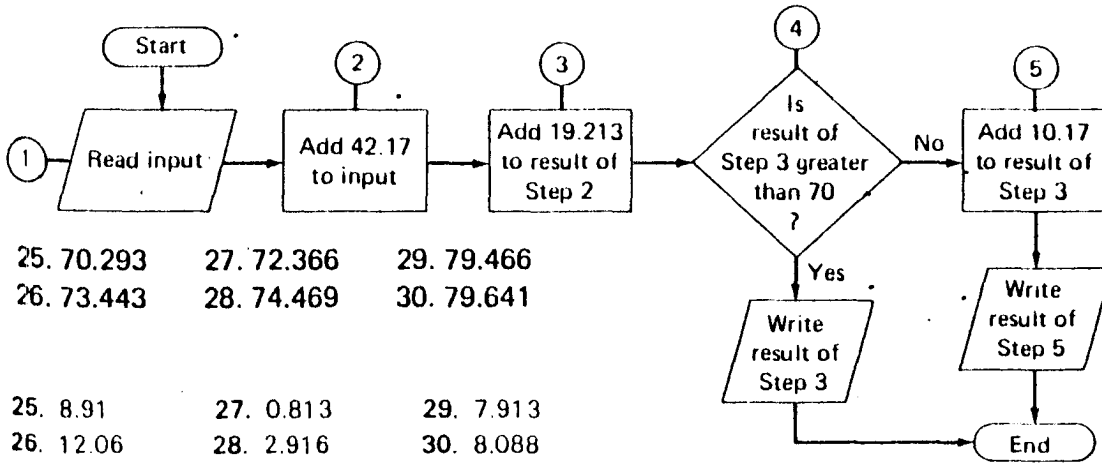 Start
1
Read input
2
Add 42.17
to input
3
Add 19.213
to result of
Step 2
4
Is
result of
Step 3 greater
than 70
?
No
5
Add 10.17
to result of
Step 3
Yes
Write
result of
Step 3
Write
result of
Step 5
End
25. 70.293 27. 72.366 29. 79.466
26. 73.443 28. 74.469 30. 79.641
25. 8.91 27. 0.813 29. 7.913
26. 12.06 28. 2.916 30. 8.088